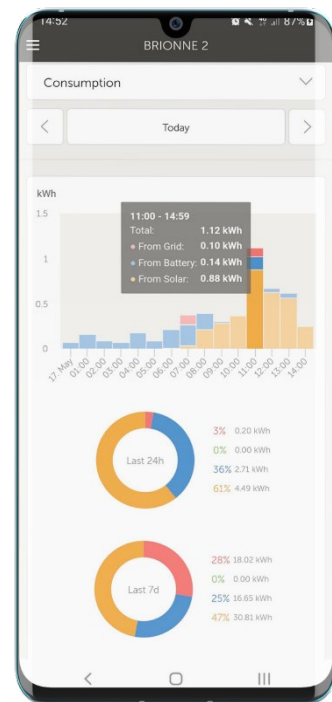 14:52 87%
BRIONNE 2
Consumption
Today
kWh
1.5
1
0.5
0
11:00 - 14:59
Total: 1.12 kWh
From Grid: 0.10 kWh
From Battery: 0.14 kWh
From Solar: 0.88 kWh
17. May 01:00 02:00 03:00 04:00 05:00 06:00 07:00 08:00 09:00 10:00 11:00 12:00 13:00 14:00
Last 24h
3% 0.20 kWh
0% 0.00 kWh
36% 2.71 kWh
61% 4.49 kWh
Last 7d
28% 18.02 kWh
0% 0.00 kWh
25% 16.65 kWh
47% 30.81 kWh